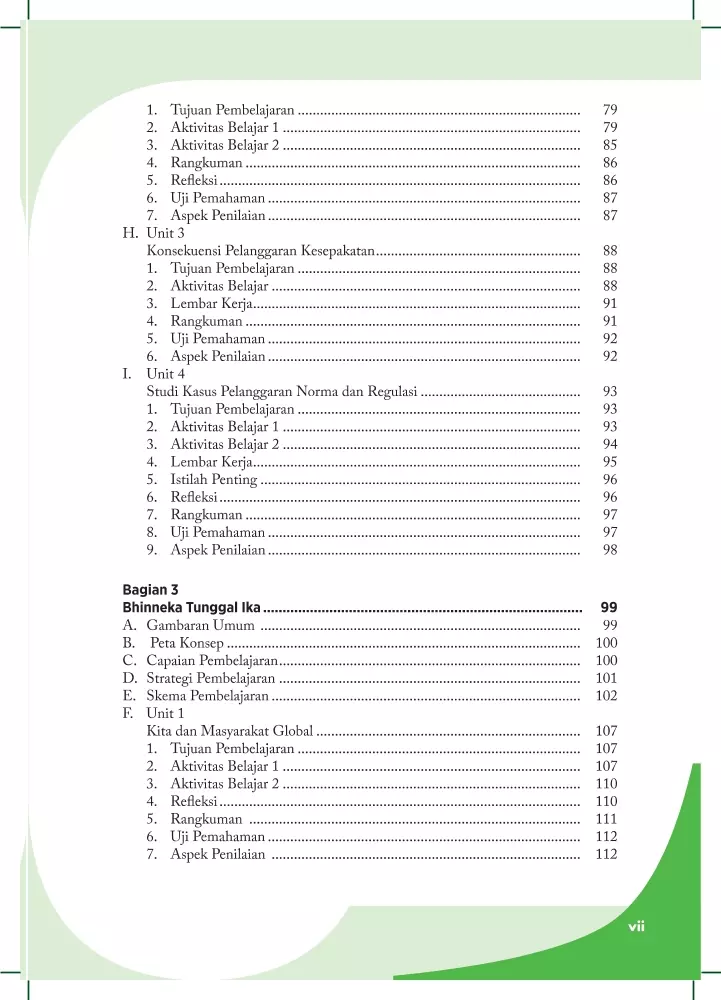 1. Tujuan Pembelajaran ............................................................................ 79
2. Aktivitas Belajar 1 ................................................................................ 79
3. Aktivitas Belajar 2 ................................................................................ 85
4. Rangkuman .......................................................................................... 86
5. Refleksi ................................................................................................. 86
6. Uji Pemahaman .................................................................................... 87
7. Aspek Penilaian .................................................................................... 87
H. Unit 3
Konsekuensi Pelanggaran Kesepakatan....................................................... 88
1. Tujuan Pembelajaran ............................................................................ 88
2. Aktivitas Belajar ................................................................................... 88
3. Lembar Kerja........................................................................................ 91
4. Rangkuman .......................................................................................... 91
5. Uji Pemahaman .................................................................................... 92
6. Aspek Penilaian .................................................................................... 92
I. Unit 4
Studi Kasus Pelanggaran Norma dan Regulasi ........................................... 93
1. Tujuan Pembelajaran ............................................................................ 93
2. Aktivitas Belajar 1 ................................................................................ 93
3. Aktivitas Belajar 2 ................................................................................ 94
4. Lembar Kerja........................................................................................ 95
5. Istilah Penting ...................................................................................... 96
6. Refleksi ................................................................................................. 96
7. Rangkuman .......................................................................................... 97
8. Uji Pemahaman .................................................................................... 97
9. Aspek Penilaian .................................................................................... 98
Bagian 3
Bhinneka Tunggal Ika ................................................................................. 99
A. Gambaran Umum ...................................................................................... 99
B. Peta Konsep ............................................................................................... 100
C. Capaian Pembelajaran................................................................................. 100
D. Strategi Pembelajaran ................................................................................. 101
E. Skema Pembelajaran ................................................................................... 102
F. Unit 1
Kita dan Masyarakat Global ....................................................................... 107
1. Tujuan Pembelajaran ............................................................................ 107
2. Aktivitas Belajar 1 ................................................................................ 107
3. Aktivitas Belajar 2 ................................................................................ 110
4. Refleksi ................................................................................................. 110
5. Rangkuman ......................................................................................... 111
6. Uji Pemahaman .................................................................................... 112
7. Aspek Penilaian ................................................................................... 112
vii